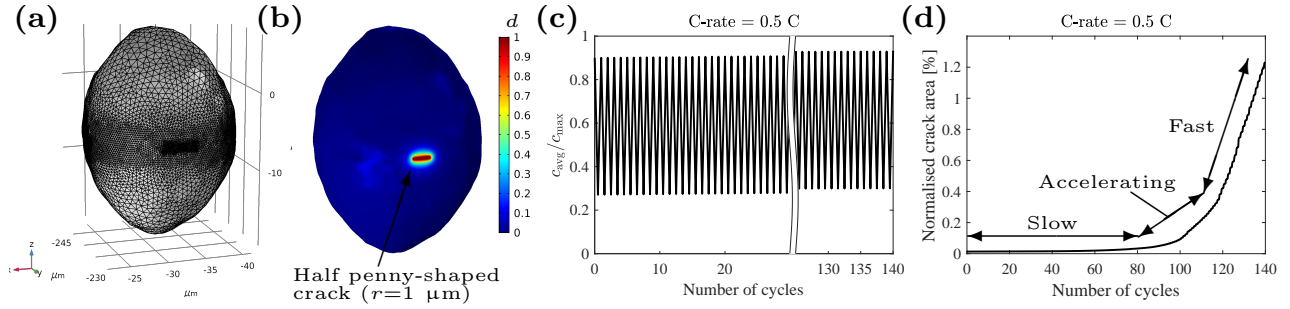 (a)
0
-10
z
x
y
-245
μm
-230
-25
-30
-35
-40
μm
(b)
d
1
0.9
0.8
0.7
0.6
0.5
0.4
0.3
0.2
0.1
0
Half penny-shaped
crack (r=1 μm)
(c)
C-rate = 0.5 C
1
0.8
0.6
0.4
0.2
0
c_avg/c_max
0 10 20 130 135 140
Number of cycles
(d)
C-rate = 0.5 C
Normalised crack area [%]
1.2
1
0.8
0.6
0.4
0.2
0
Fast
Accelerating
Slow
0 20 40 60 80 100 120 140
Number of cycles